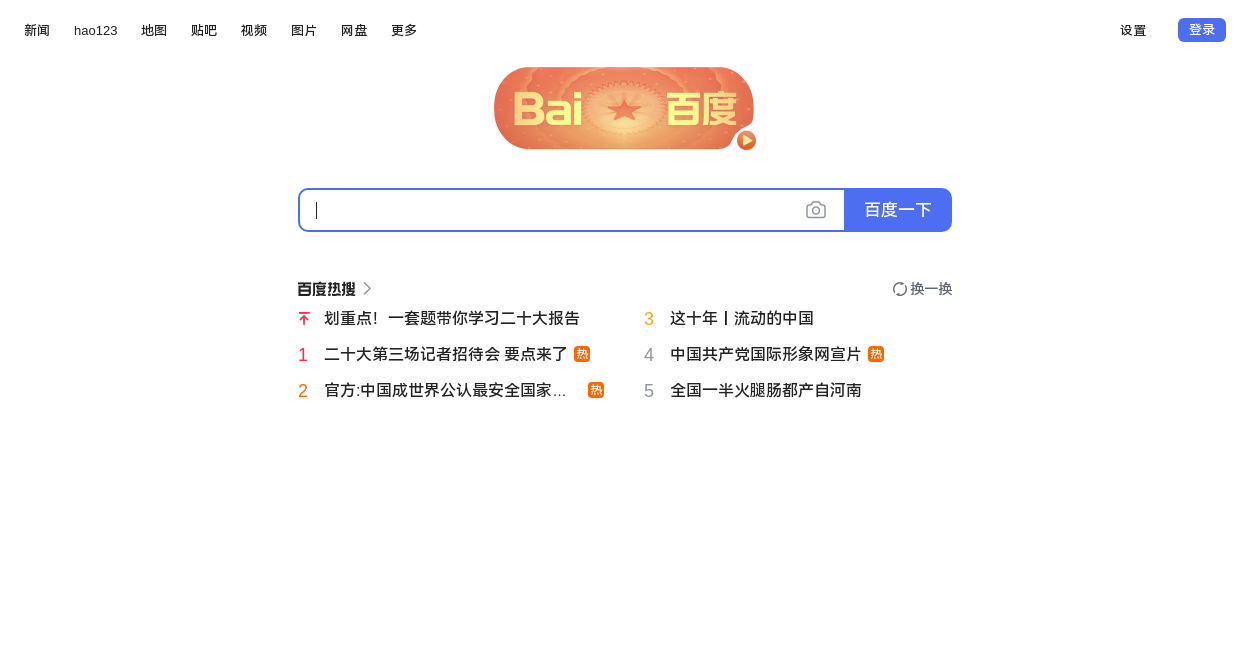 新闻 hao123 地图 贴吧 视频 图片 网盘 更多 设置 登录
Bai 百度
百度一下
百度热搜 换一换
划重点！一套题带你学习二十大报告
1 二十大第三场记者招待会 要点来了 热
2 官方:中国成世界公认最安全国家... 热
3 这十年丨流动的中国
4 中国共产党国际形象网宣片 热
5 全国一半火腿肠都产自河南